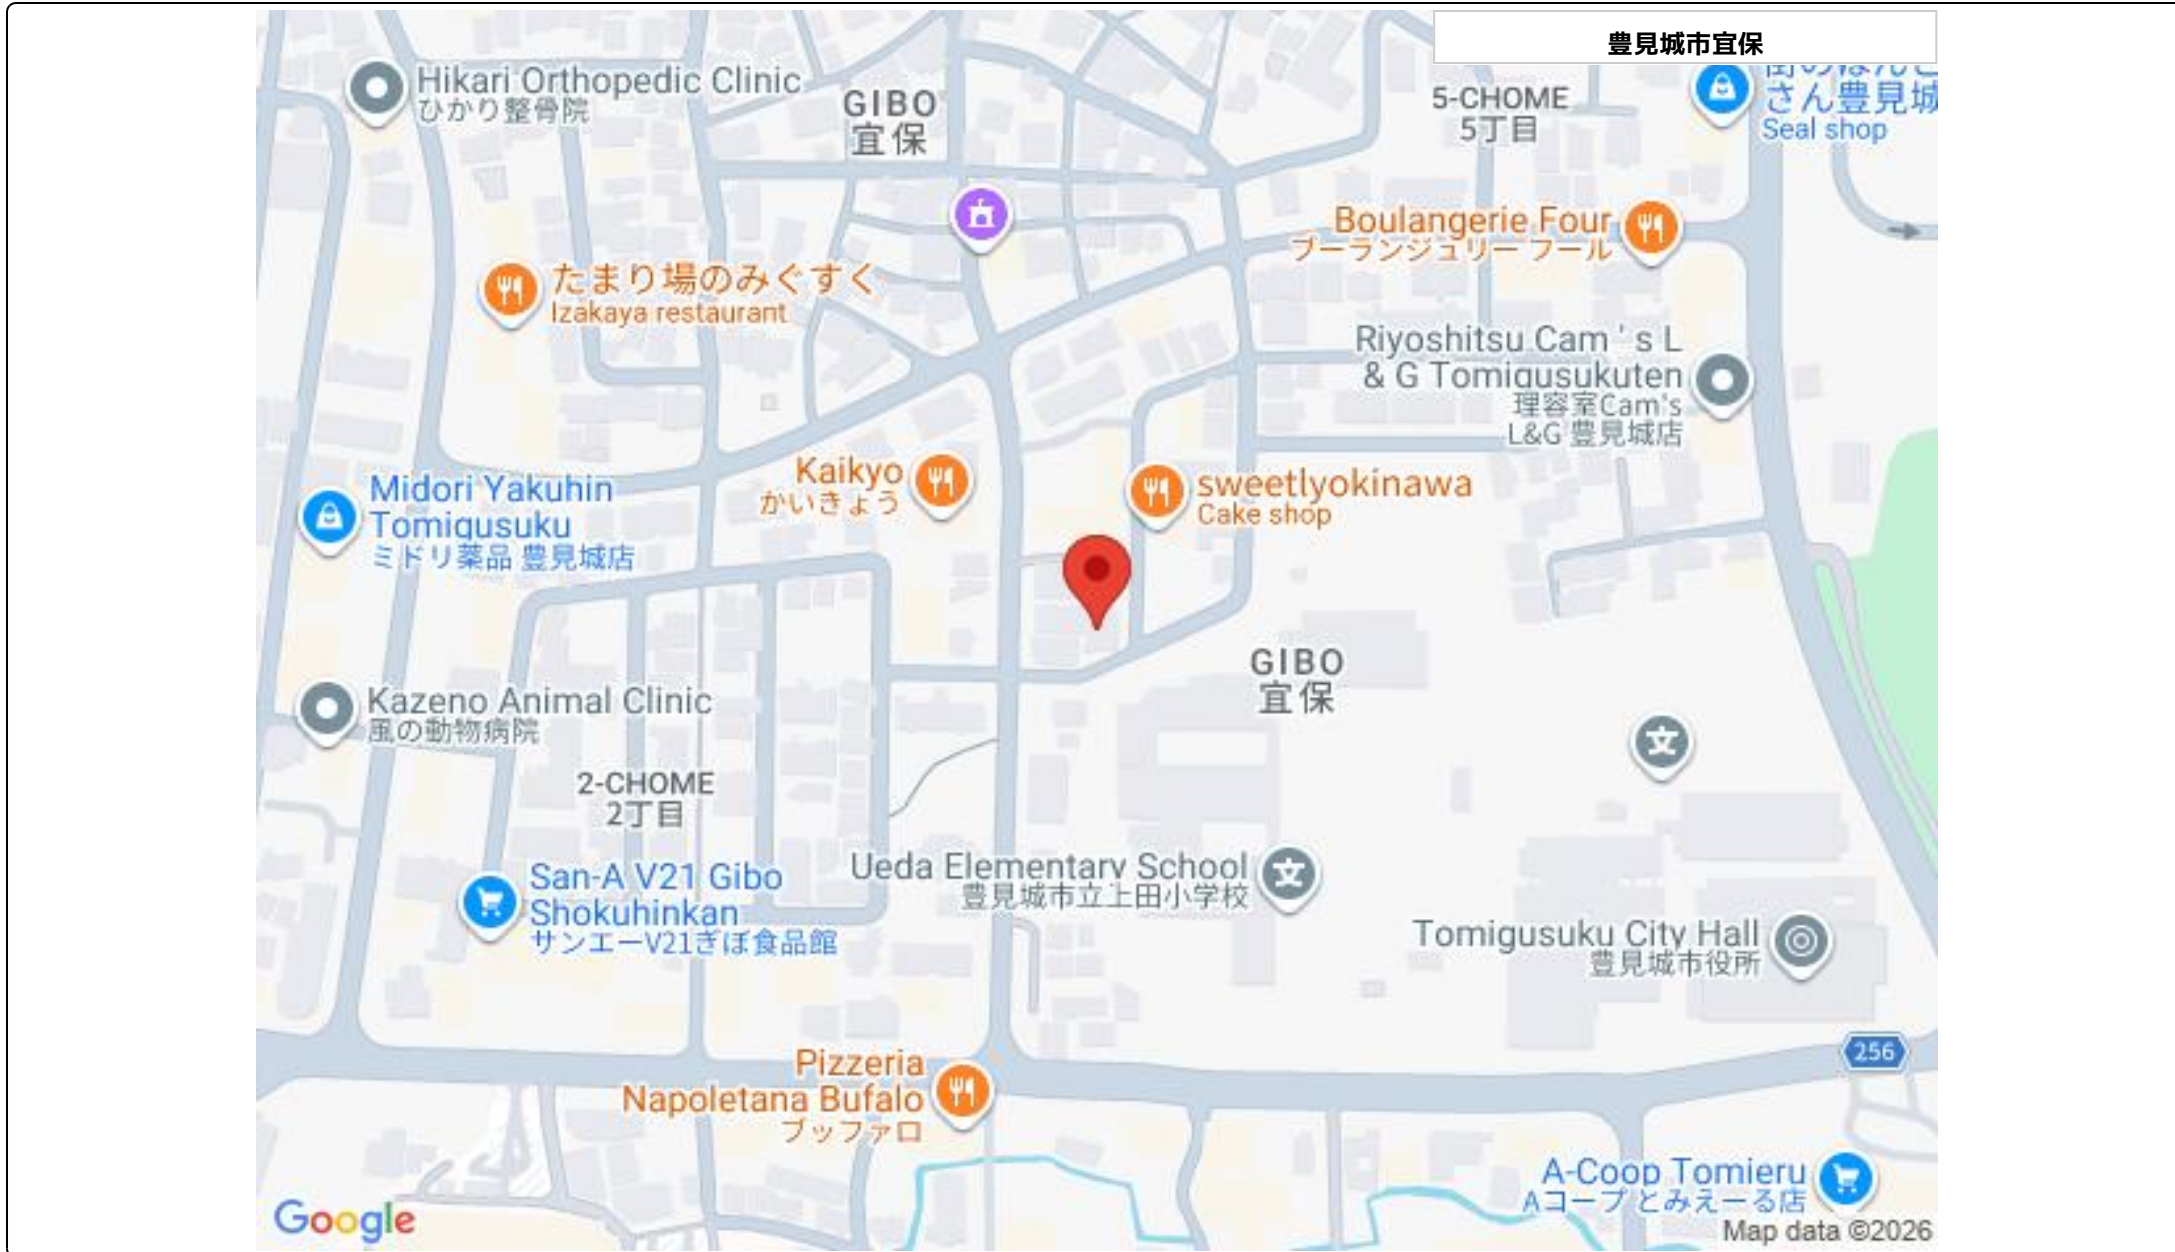 豊見城市宜保
Hikari Orthopedic Clinic
ひかり整骨院
GIBO
宜保
5-CHOME
5丁目
さん豊見城
Seal shop
Boulangerie Four
ブーランジュリー フール
たまり場のみぐすく
Izakaya restaurant
Riyoshitsu Cam's L
& G Tomigusukuten
理容室Cam's
L&G 豊見城店
Kaikyo
かいきょう
sweetlyokinawa
Cake shop
Midori Yakuhin
Tomigusuku
ミドリ薬品 豊見城店
GIBO
宜保
Kazeno Animal Clinic
風の動物病院
2-CHOME
2丁目
Ueda Elementary School
豊見城市立上田小学校
San-A V21 Gibo
Shokuhinkan
サンエーV21ぎぼ食品館
Tomigusuku City Hall
豊見城市役所
256
Pizzeria
Napoletana Bufalo
ブッファロ
A-Coop Tomieru
Aコープ とみえーる店
Google
Map data ©2026